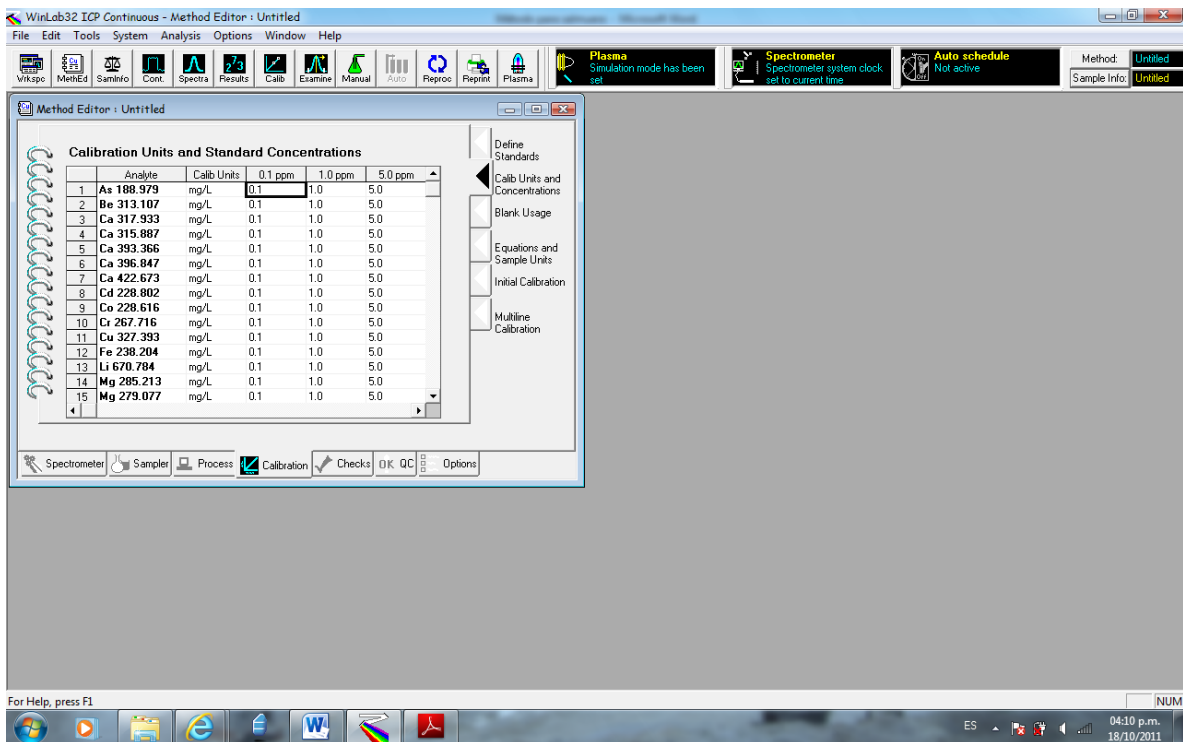 WinLab32 ICP Continuous - Method Editor : Untitled
File Edit Tools System Analysis Options Window Help
Wrkspc MethEd SamInfo Cont. Spectra Results Calib Examine Manual Auto Reproc Reprint Plasma
Plasma
Simulation mode has been
set
Spectrometer
Spectrometer system clock
set to current time
Auto schedule
Not active
On
Off
Method: Untitled
Sample Info: Untitled
Method Editor : Untitled
Calibration Units and Standard Concentrations
Analyte Calib Units 0.1 ppm 1.0 ppm 5.0 ppm
1 As 188.979 mg/L 0.1 1.0 5.0
2 Be 313.107 mg/L 0.1 1.0 5.0
3 Ca 317.933 mg/L 0.1 1.0 5.0
4 Ca 315.887 mg/L 0.1 1.0 5.0
5 Ca 393.366 mg/L 0.1 1.0 5.0
6 Ca 396.847 mg/L 0.1 1.0 5.0
7 Ca 422.673 mg/L 0.1 1.0 5.0
8 Cd 228.802 mg/L 0.1 1.0 5.0
9 Co 228.616 mg/L 0.1 1.0 5.0
10 Cr 267.716 mg/L 0.1 1.0 5.0
11 Cu 327.393 mg/L 0.1 1.0 5.0
12 Fe 238.204 mg/L 0.1 1.0 5.0
13 Li 670.784 mg/L 0.1 1.0 5.0
14 Mg 285.213 mg/L 0.1 1.0 5.0
15 Mg 279.077 mg/L 0.1 1.0 5.0
Define
Standards
Calib Units and
Concentrations
Blank Usage
Equations and
Sample Units
Initial Calibration
Multiline
Calibration
Spectrometer Sampler Process Calibration Checks OK QC Options
For Help, press F1
NUM
ES
04:10 p.m.
18/10/2011